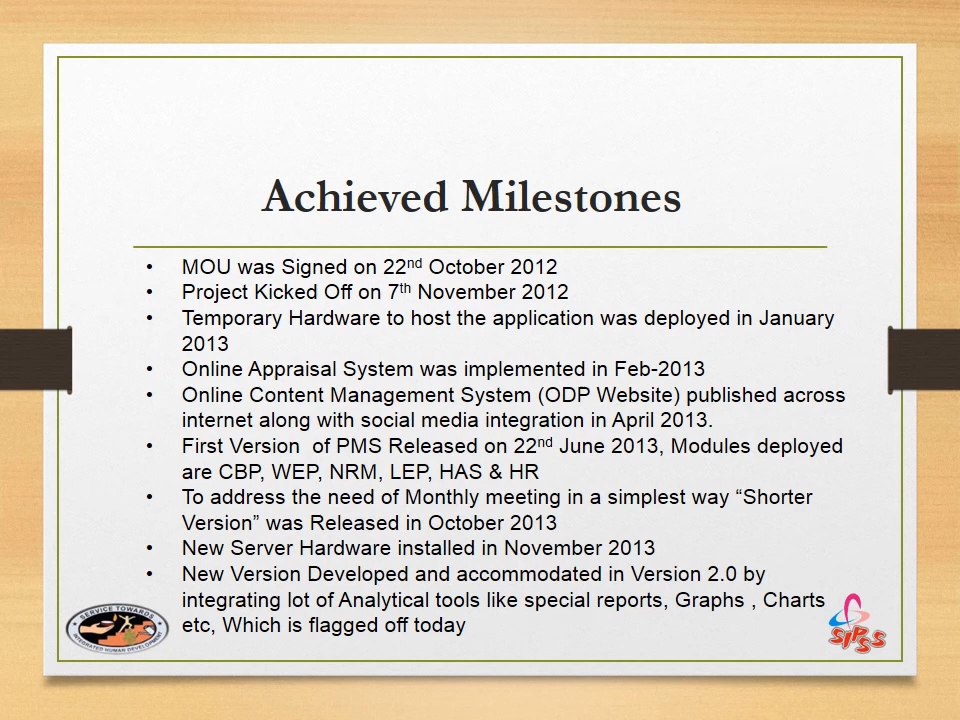 Achieved Milestones
• MOU was Signed on 22nd October 2012
• Project Kicked Off on 7th November 2012
• Temporary Hardware to host the application was deployed in January
2013
• Online Appraisal System was implemented in Feb-2013
• Online Content Management System (ODP Website) published across
internet along with social media integration in April 2013.
• First Version  of PMS Released on 22nd June 2013, Modules deployed
are CBP, WEP, NRM, LEP, HAS & HR
• To address the need of Monthly meeting in a simplest way “Shorter
Version” was Released in October 2013
• New Server Hardware installed in November 2013
• New Version Developed and accommodated in Version 2.0 by
integrating lot of Analytical tools like special reports, Graphs , Charts
etc, Which is flagged off today
SERVICE TOWARDS
INTEGRATED HUMAN DEVELOPMENT
SIPSS